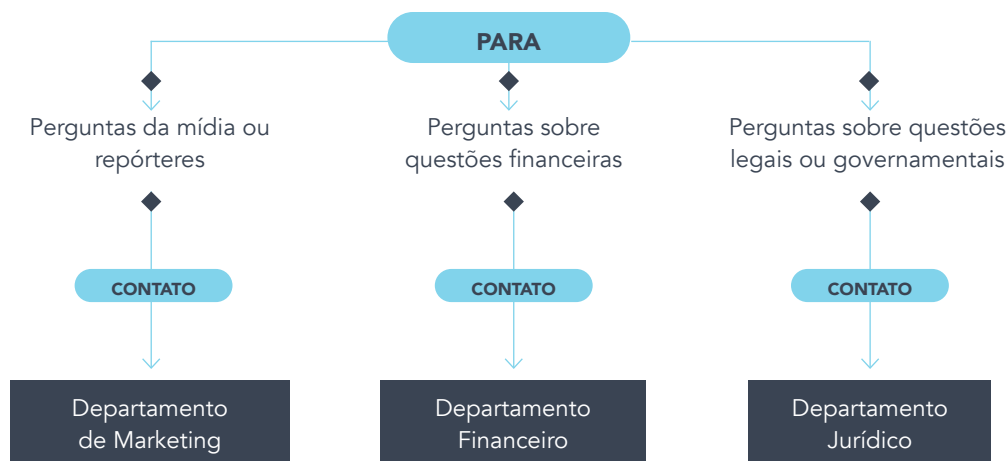 PARA
Perguntas da mídia ou
repórteres
CONTATO
Departamento
de Marketing
Perguntas sobre
questões financeiras
CONTATO
Departamento
Financeiro
Perguntas sobre questões
legais ou governamentais
CONTATO
Departamento
Jurídico